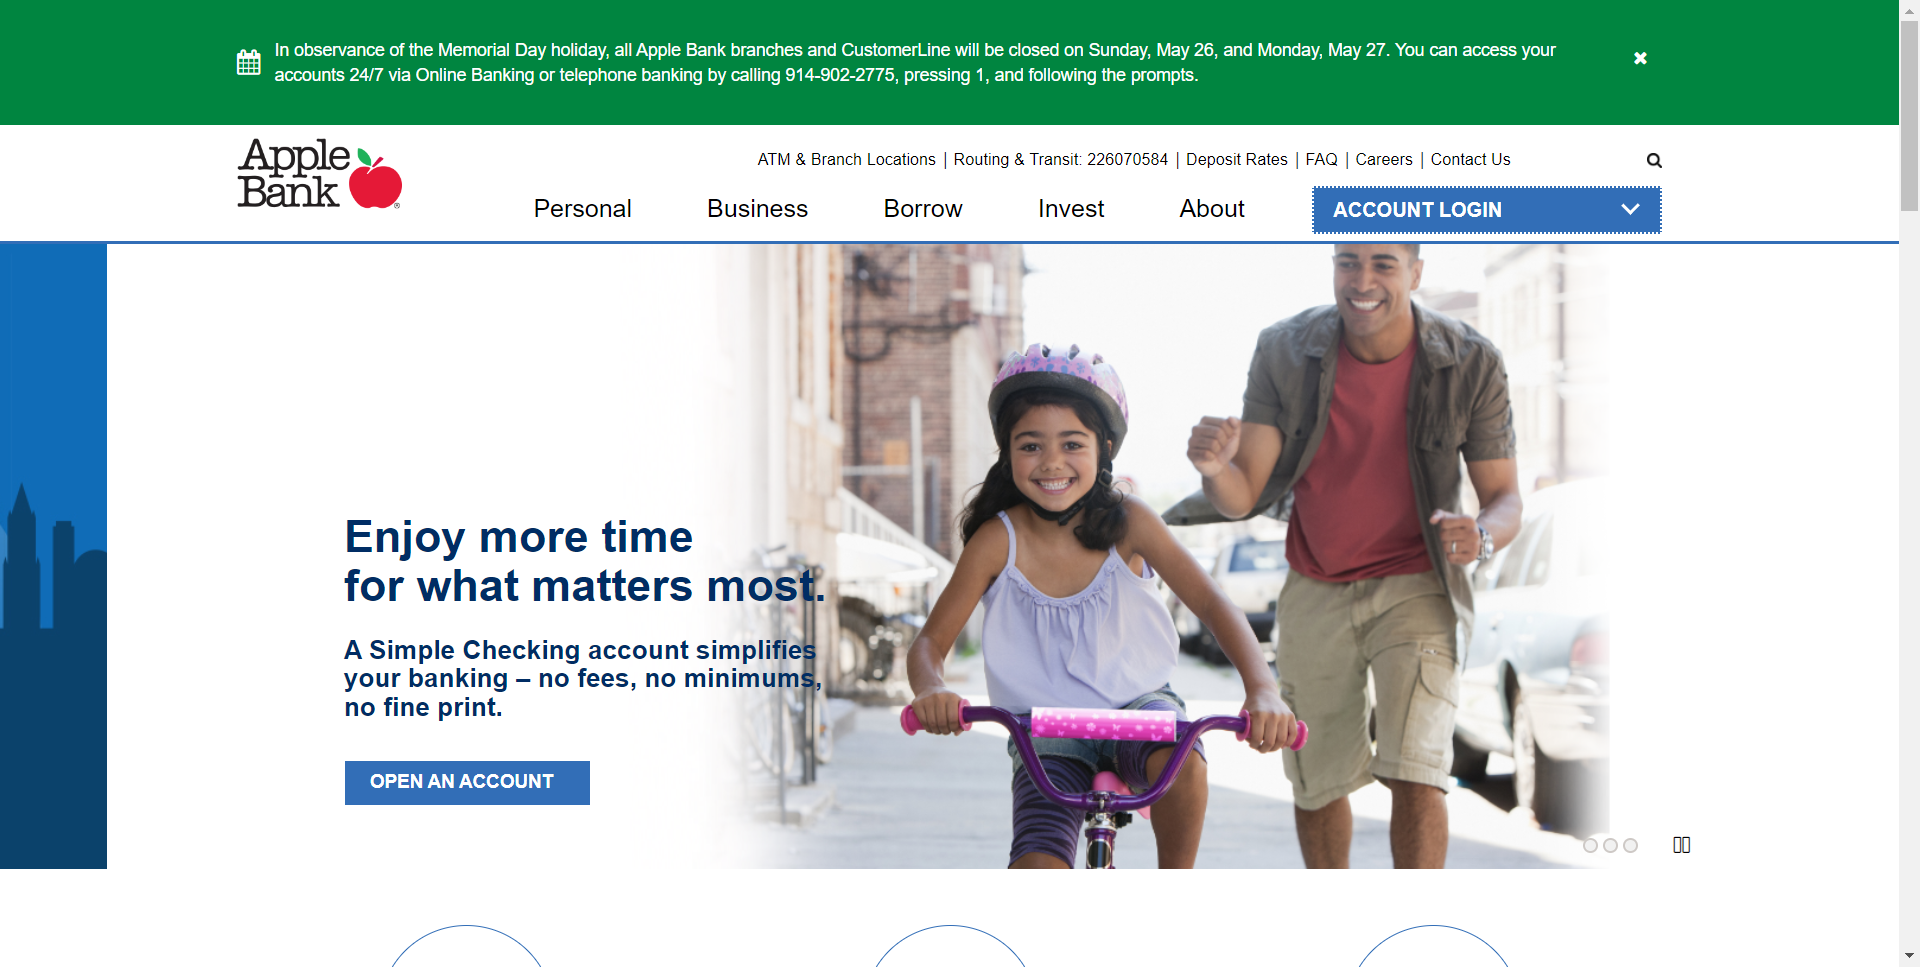 In observance of the Memorial Day holiday, all Apple Bank branches and CustomerLine will be closed on Sunday, May 26, and Monday, May 27. You can access your
accounts 24/7 via Online Banking or telephone banking by calling 914-902-2775, pressing 1, and following the prompts.
Apple
Bank
ATM & Branch Locations | Routing & Transit: 226070584 | Deposit Rates | FAQ | Careers | Contact Us
Personal Business Borrow Invest About ACCOUNT LOGIN
Enjoy more time
for what matters most.
A Simple Checking account simplifies
your banking – no fees, no minimums,
no fine print.
OPEN AN ACCOUNT